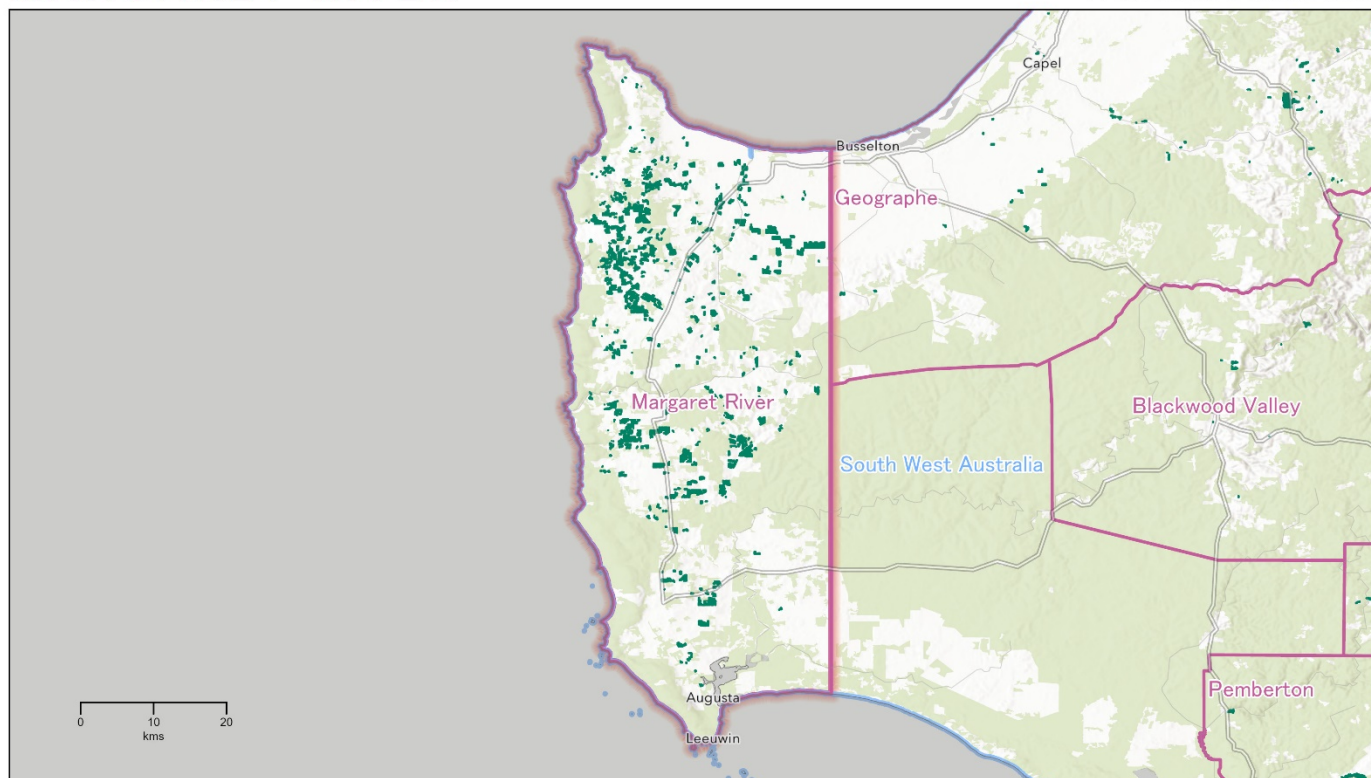 Capel
Busselton
Geographe
Margaret River
Blackwood Valley
South West Australia
Pemberton
Augusta
Leeuwin
0 10 20
kms